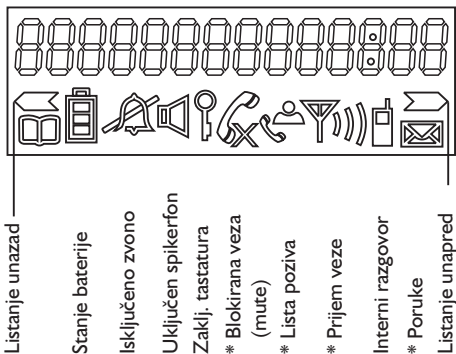 Listanje unazad
Stanje baterije
Isključeno zvono
Uključen spikerfon
Zaklj. tastatura
* Blokirana veza
(mute)
* Lista poziva
* Prijem veze
Interni razgovor
* Poruke
Listanje unapred